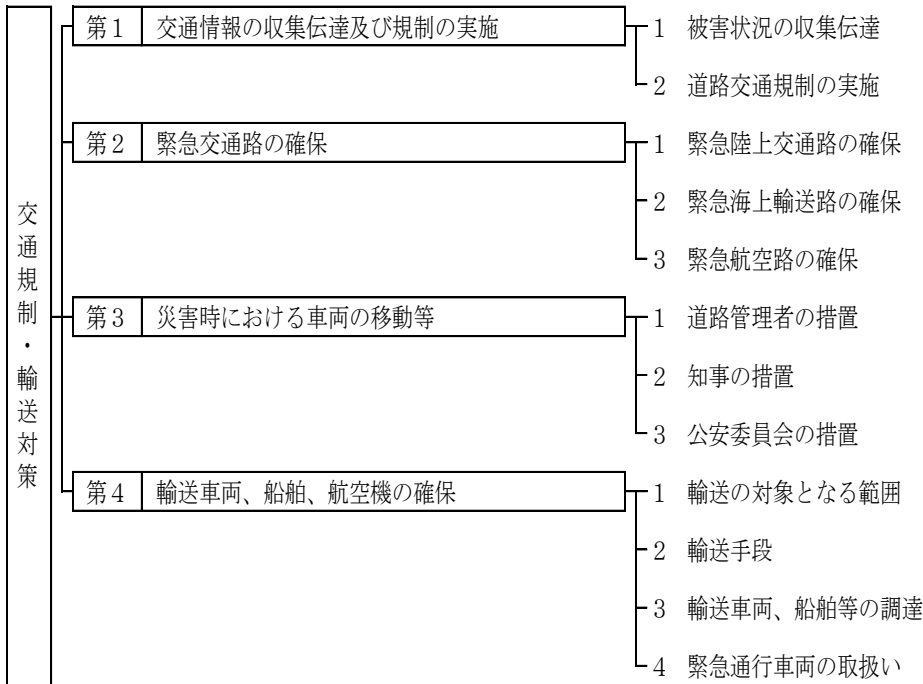 交通規制・輸送対策
第1 交通情報の収集伝達及び規制の実施
1 被害状況の収集伝達
2 道路交通規制の実施
第2 緊急交通路の確保
1 緊急陸上交通路の確保
2 緊急海上輸送路の確保
3 緊急航空路の確保
第3 災害時における車両の移動等
1 道路管理者の措置
2 知事の措置
3 公安委員会の措置
第4 輸送車両、船舶、航空機の確保
1 輸送の対象となる範囲
2 輸送手段
3 輸送車両、船舶等の調達
4 緊急通行車両の取扱い